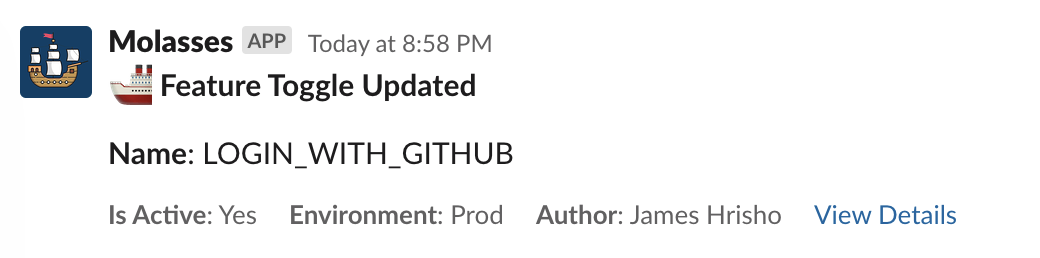 Molasses APP Today at 8:58 PM
Feature Toggle Updated
Name: LOGIN_WITH_GITHUB
Is Active: Yes Environment: Prod Author: James Hrisho View Details